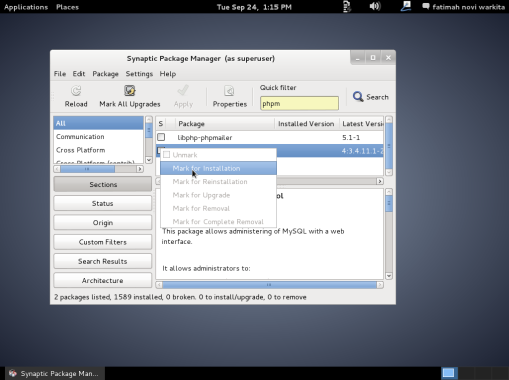 Applications Places Tue Sep 24, 1:15 PM fatimah novi warkita
Synaptic Package Manager (as superuser)
File Edit Package Settings Help
Quick filter
Reload Mark All Upgrades Apply Properties phpm Search
All
Communication
Cross Platform
Cross Platform (contrib)
S Package Installed Version Latest Versi
libphp-phpmailer 5.1-1
4:3.4.11.1-2
Unmark
Mark for Installation
Mark for Reinstallation
Mark for Upgrade
Mark for Removal
Mark for Complete Removal
Sections
Status
Origin
Custom Filters
Search Results
Architecture
ol
This package allows administering of MySQL with a web
interface.
It allows administrators to:
2 packages listed, 1589 installed, 0 broken. 0 to install/upgrade, 0 to remove
Synaptic Package Man...